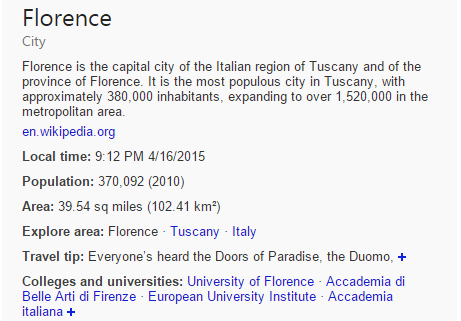 Florence
City
Florence is the capital city of the Italian region of Tuscany and of the
province of Florence. It is the most populous city in Tuscany, with
approximately 380,000 inhabitants, expanding to over 1,520,000 in the
metropolitan area.
en.wikipedia.org
Local time: 9:12 PM 4/16/2015
Population: 370,092 (2010)
Area: 39.54 sq miles (102.41 km²)
Explore area: Florence · Tuscany · Italy
Travel tip: Everyone's heard the Doors of Paradise, the Duomo, +
Colleges and universities: University of Florence · Accademia di
Belle Arti di Firenze · European University Institute · Accademia
italiana +